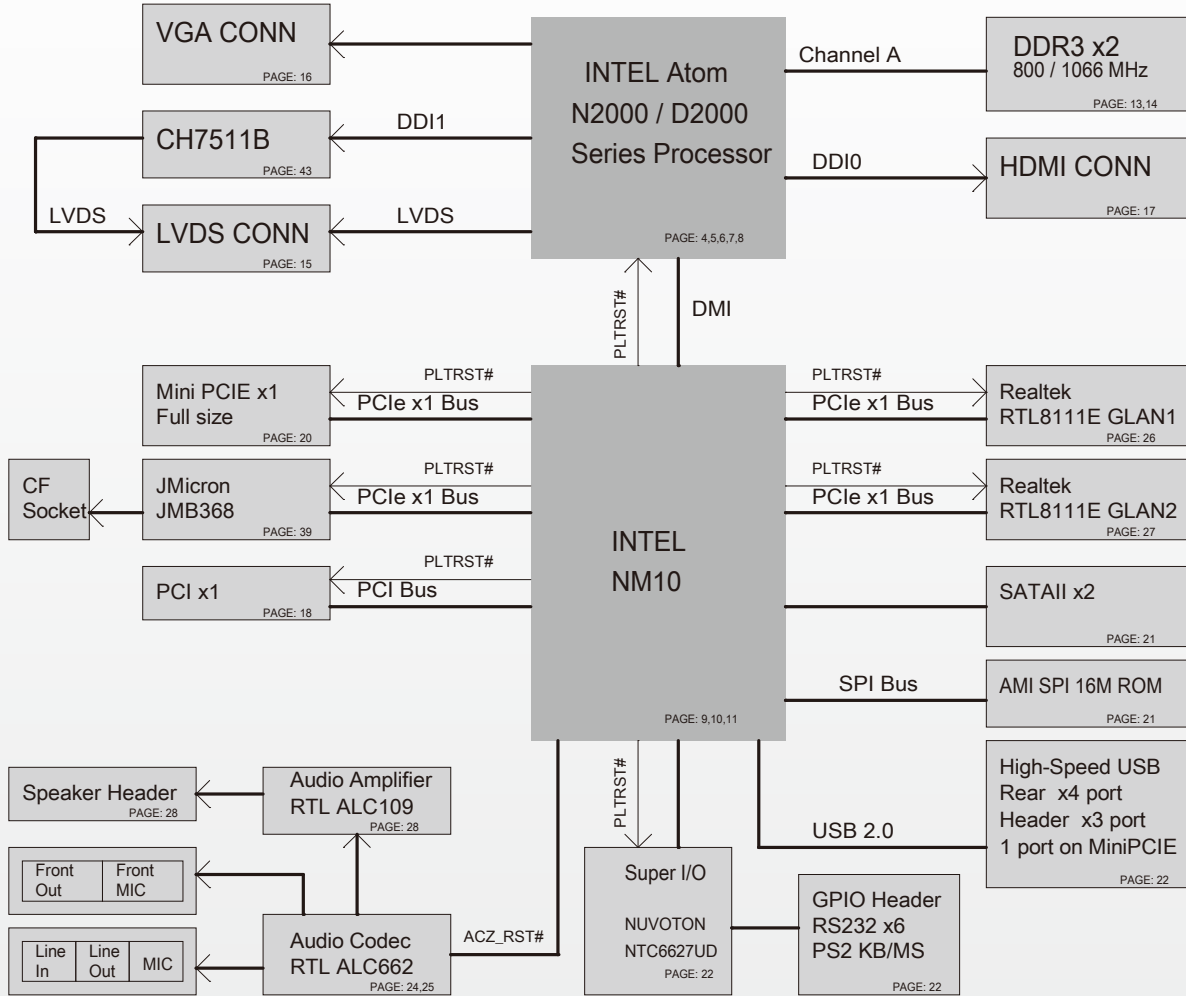 VGA CONN
PAGE: 16
INTEL Atom
N2000 / D2000
Series Processor
PAGE: 4,5,6,7,8
Channel A
DDR3 x2
800 / 1066 MHz
PAGE: 13,14
CH7511B
PAGE: 43
DDI1
DDI0
HDMI CONN
PAGE: 17
LVDS
LVDS CONN
PAGE: 15
LVDS
PLTRST#
DMI
Mini PCIE x1
Full size
PAGE: 20
PLTRST#
PCIe x1 Bus
PLTRST#
PCIe x1 Bus
Realtek
RTL8111E GLAN1
PAGE: 26
CF
Socket
JMicron
JMB368
PAGE: 39
PLTRST#
PCIe x1 Bus
INTEL
NM10
PAGE: 9,10,11
PLTRST#
PCIe x1 Bus
Realtek
RTL8111E GLAN2
PAGE: 27
PCI x1
PAGE: 18
PLTRST#
PCI Bus
SATAII x2
PAGE: 21
SPI Bus
AMI SPI 16M ROM
PAGE: 21
Speaker Header
PAGE: 28
Audio Amplifier
RTL ALC109
PAGE: 28
PLTRST#
USB 2.0
High-Speed USB
Rear x4 port
Header x3 port
1 port on MiniPCIE
PAGE: 22
Front
Out
Front
MIC
Line
In
Line
Out
MIC
Audio Codec
RTL ALC662
PAGE: 24,25
ACZ_RST#
Super I/O
NUVOTON
NTC6627UD
PAGE: 22
GPIO Header
RS232 x6
PS2 KB/MS
PAGE: 22